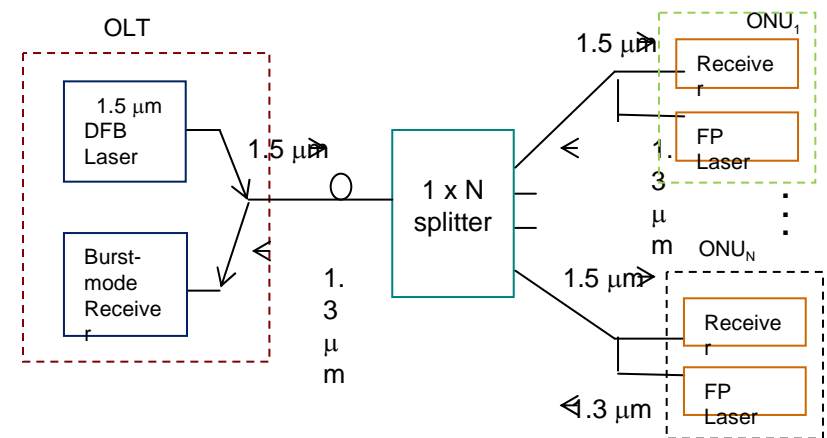 OLT
1.5 μm
DFB
Laser
Burst-
mode
Receive
r
1.5 μm
1.
3
μ
m
1 x N
splitter
1.5 μm
ONU1
Receive
r
FP
Laser
1.
3
μ
m
ONUN
1.5 μm
Receive
r
FP
Laser
1.3 μm